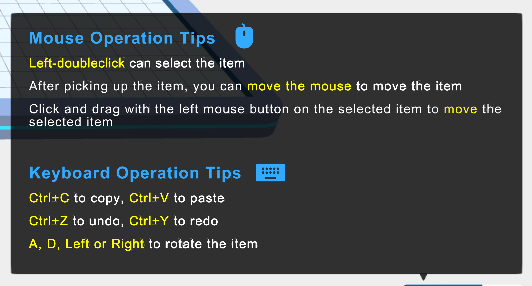 Mouse Operation Tips
Left-doubleclick can select the item
After picking up the item, you can move the mouse to move the item
Click and drag with the left mouse button on the selected item to move the
selected item
Keyboard Operation Tips
Ctrl+C to copy, Ctrl+V to paste
Ctrl+Z to undo, Ctrl+Y to redo
A, D, Left or Right to rotate the item